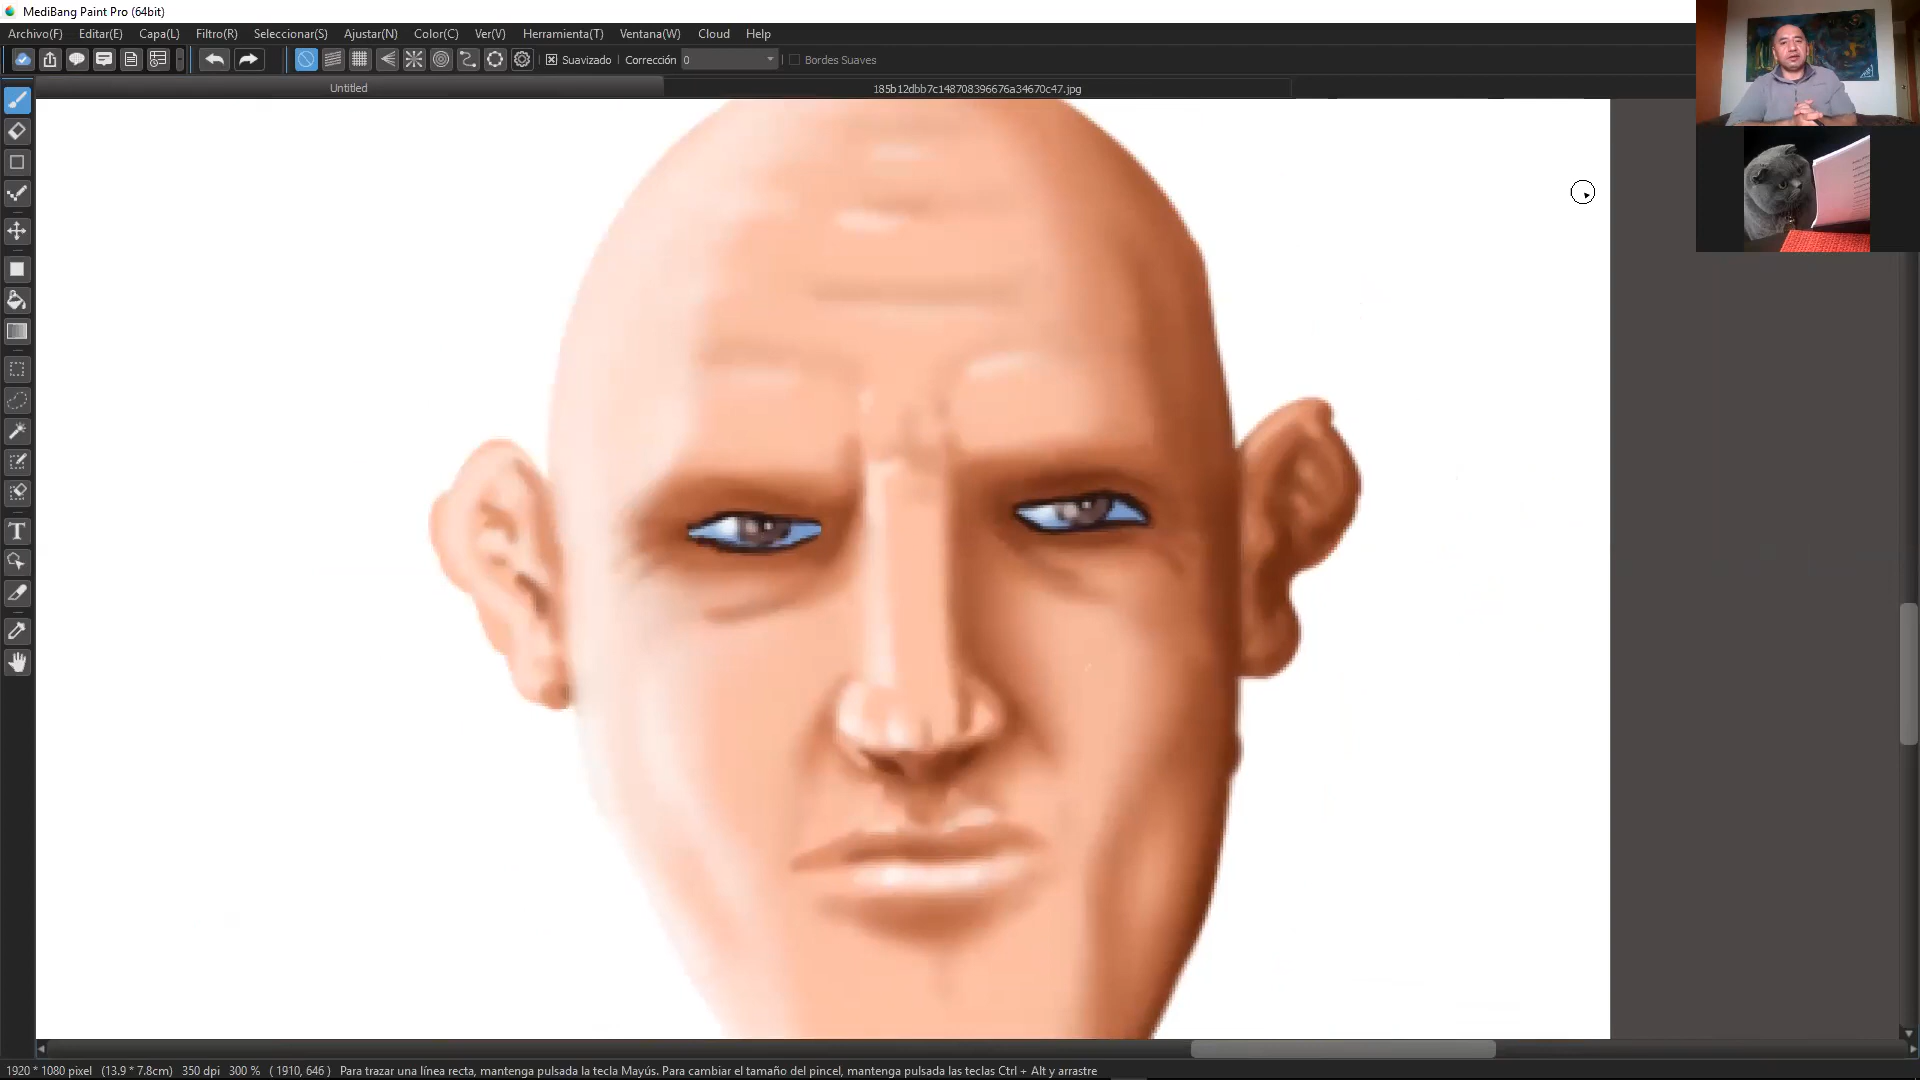 MediBang Paint Pro (64bit)
Archivo(F) Editar(E) Capa(L) Filtro(R) Seleccionar(S) Ajustar(N) Color(C) Ver(V) Herramienta(T) Ventana(W) Cloud Help
Suavizado Corrección 0 Bordes Suaves
Untitled 185b12dbb7c148708396676a34670c47.jpg
T
1920 * 1080 pixel (13.9 * 7.8cm) 350 dpi 300 % ( 1910, 646 ) Para trazar una línea recta, mantenga pulsada la tecla Mayús. Para cambiar el tamaño del pincel, mantenga pulsada las teclas Ctrl + Alt y arrastre